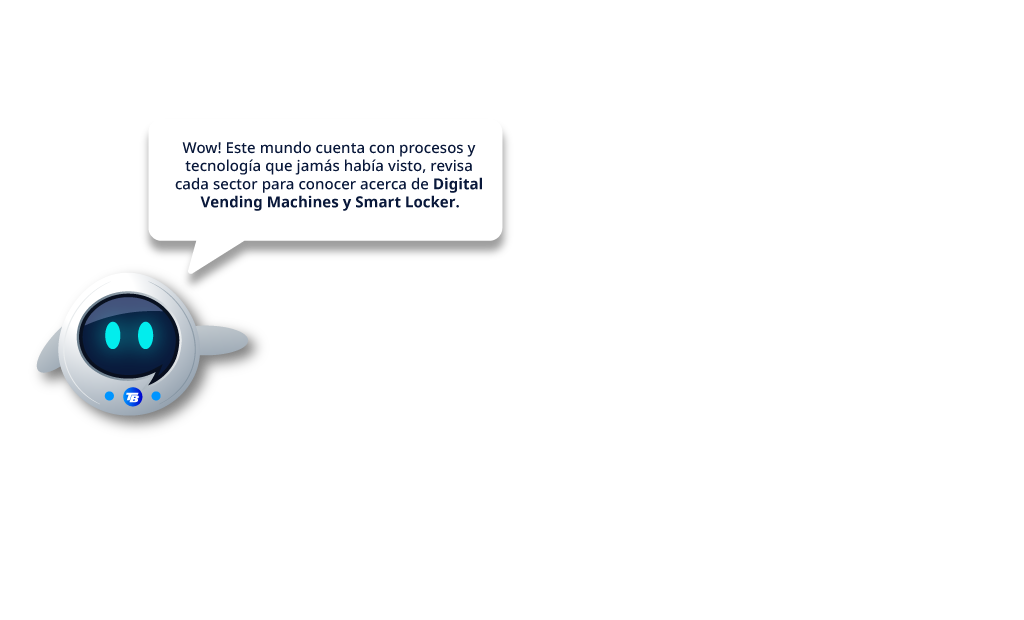 Wow! Este mundo cuenta con procesos y
tecnología que jamás había visto, revisa
cada sector para conocer acerca de Digital
Vending Machines y Smart Locker.
TB